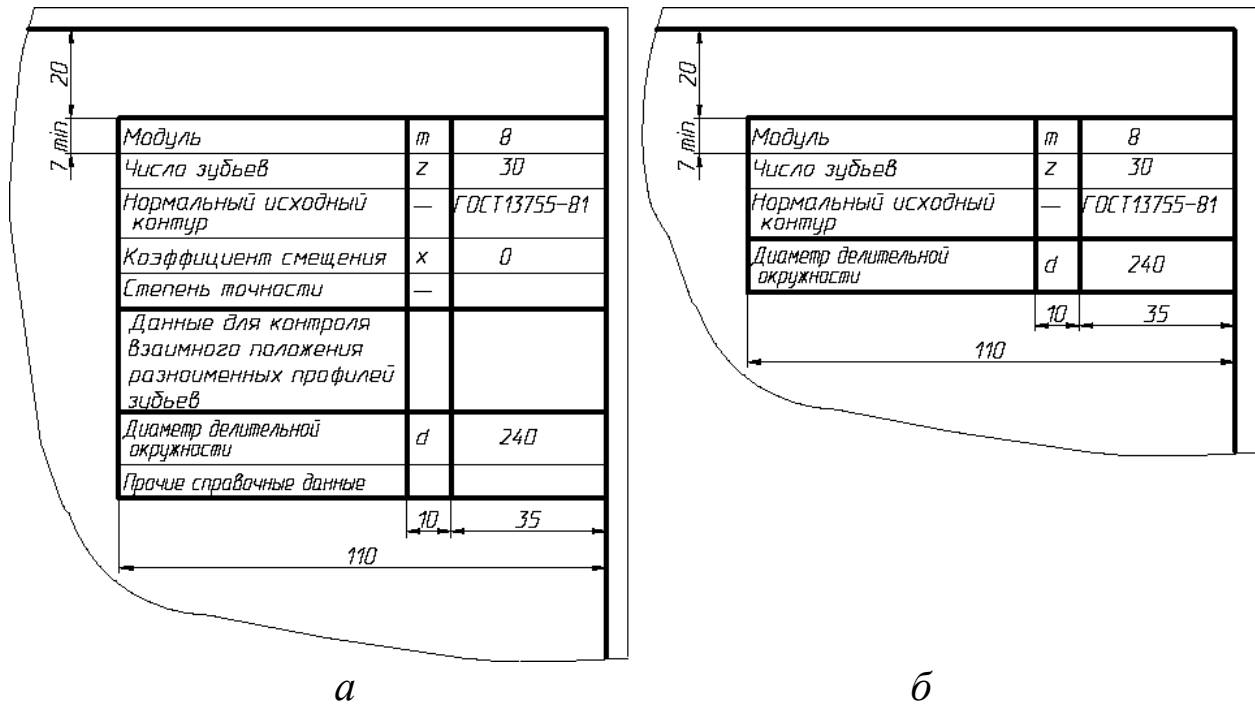 20
7 min.
Модуль m 8
Число зубьев z 30
Нормальный исходный — ГОСТ13755-81
контур
Коэффициент смещения x 0
Степень точности —
Данные для контроля
взаимного положения
разноименных профилей
зубьев
Диаметр делительной d 240
окружности
Прочие справочные данные
10 35
110
а
20
7 min.
Модуль m 8
Число зубьев z 30
Нормальный исходный — ГОСТ13755-81
контур
Диаметр делительной d 240
окружности
10 35
110
б